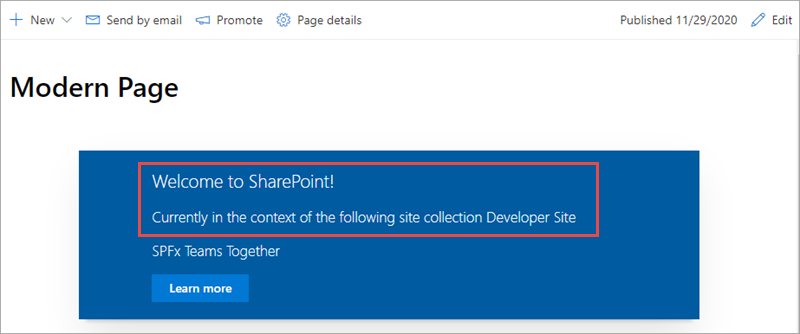 New Send by email Promote Page details Published 11/29/2020 Edit
Modern Page
Welcome to SharePoint!
Currently in the context of the following site collection Developer Site
SPFx Teams Together
Learn more